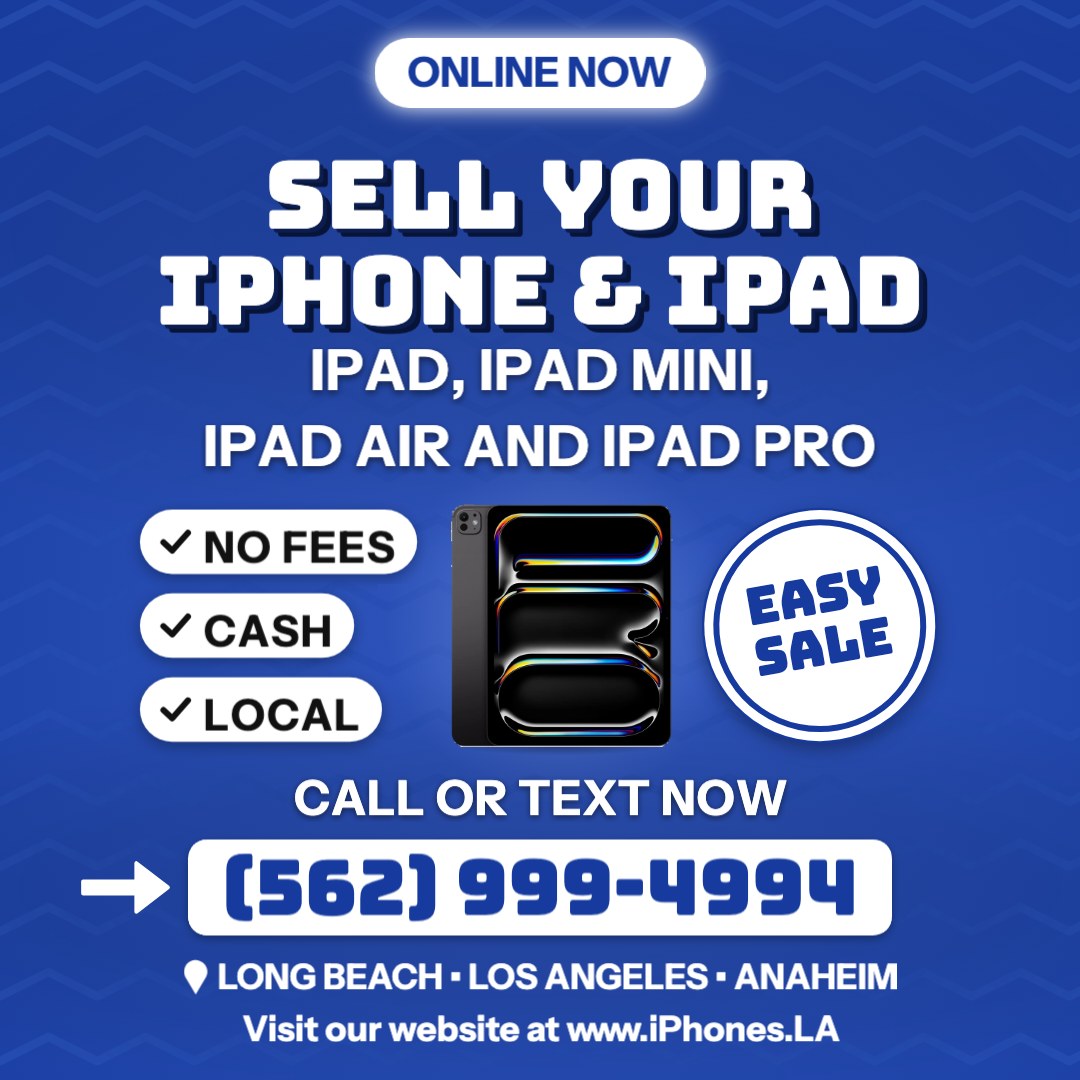 ONLINE NOW
SELL YOUR
IPHONE & IPAD
IPAD, IPAD MINI,
IPAD AIR AND IPAD PRO
✓ NO FEES
✓ CASH
✓ LOCAL
EASY
SALE
CALL OR TEXT NOW
(562) 999-4994
LONG BEACH ▪ LOS ANGELES ▪ ANAHEIM
Visit our website at www.iPhones.LA